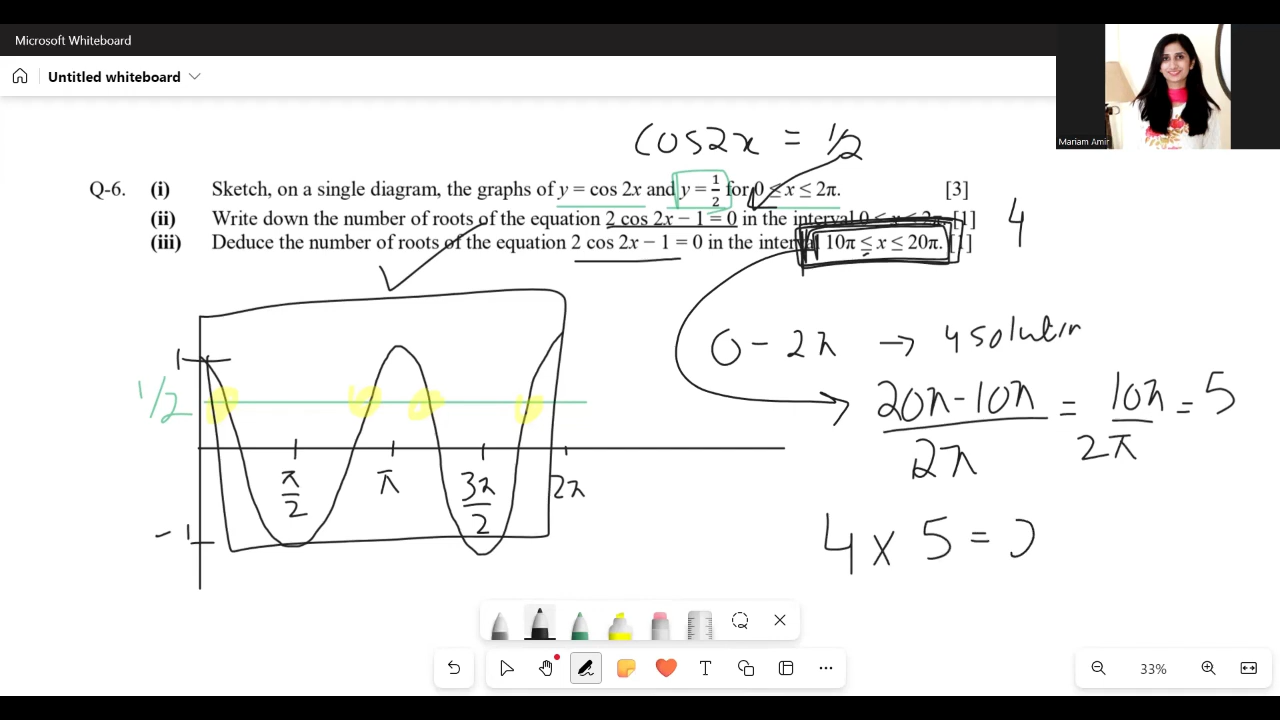 Microsoft Whiteboard
Untitled whiteboard
Mariam Amir
cos2x = 1/2
Q-6. (i) Sketch, on a single diagram, the graphs of y = cos 2x and y = 1/2 for 0 ≤ x ≤ 2π. [3]
(ii) Write down the number of roots of the equation 2 cos 2x − 1 = 0 in the interval 0 ≤ x ≤ 2π. [1]
4
(iii) Deduce the number of roots of the equation 2 cos 2x − 1 = 0 in the interval 10π ≤ x ≤ 20π. [1]
0 - 2π → 4 solution
1
1/2
20π-10π / 2π = 10π / 2π = 5
π/2 π 3π/2 2π
-1
4 x 5 =
33%